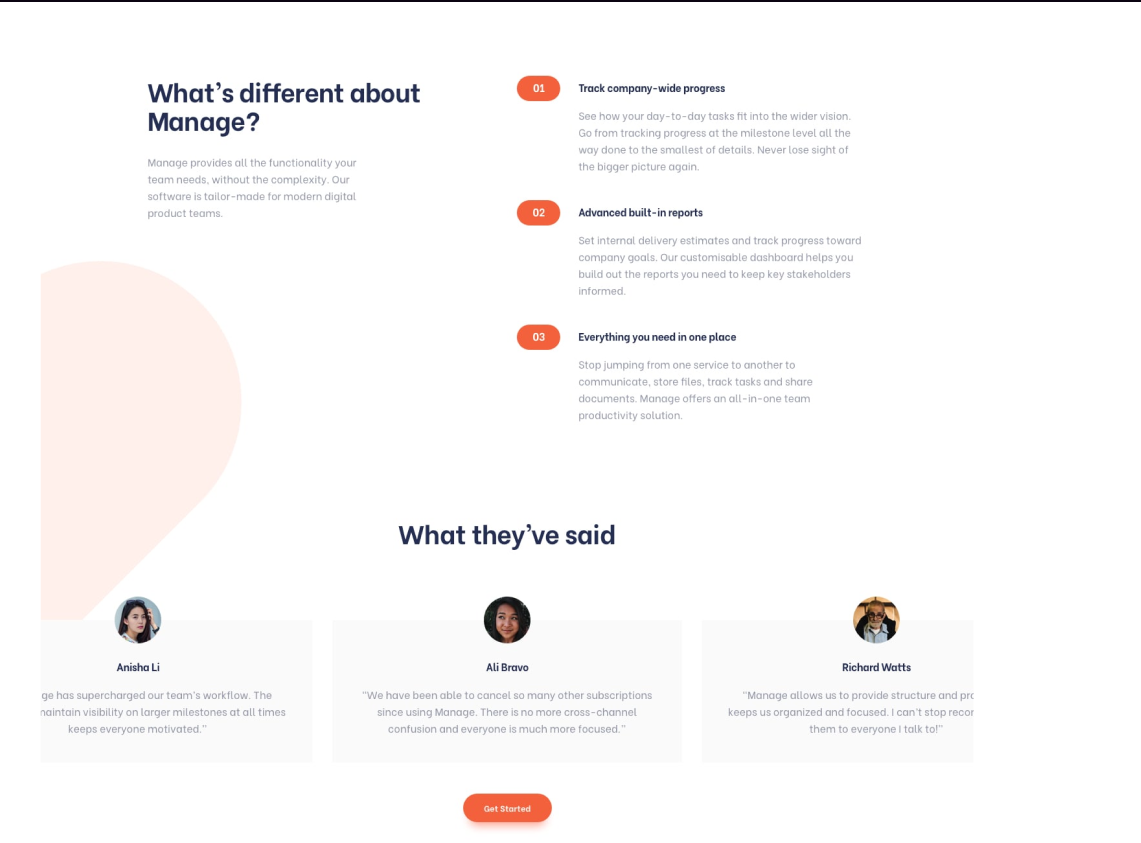 What's different about
Manage?
Manage provides all the functionality your
team needs, without the complexity. Our
software is tailor-made for modern digital
product teams.
01
Track company-wide progress
See how your day-to-day tasks fit into the wider vision.
Go from tracking progress at the milestone level all the
way done to the smallest of details. Never lose sight of
the bigger picture again.
02
Advanced built-in reports
Set internal delivery estimates and track progress toward
company goals. Our customisable dashboard helps you
build out the reports you need to keep key stakeholders
informed.
03
Everything you need in one place
Stop jumping from one service to another to
communicate, store files, track tasks and share
documents. Manage offers an all-in-one team
productivity solution.
What they've said
Anisha Li
ge has supercharged our team's workflow. The
naintain visibility on larger milestones at all times
keeps everyone motivated."
Ali Bravo
"We have been able to cancel so many other subscriptions
since using Manage. There is no more cross-channel
confusion and everyone is much more focused."
Richard Watts
"Manage allows us to provide structure and pro
keeps us organized and focused. I can't stop recor
them to everyone I talk to!"
Get Started